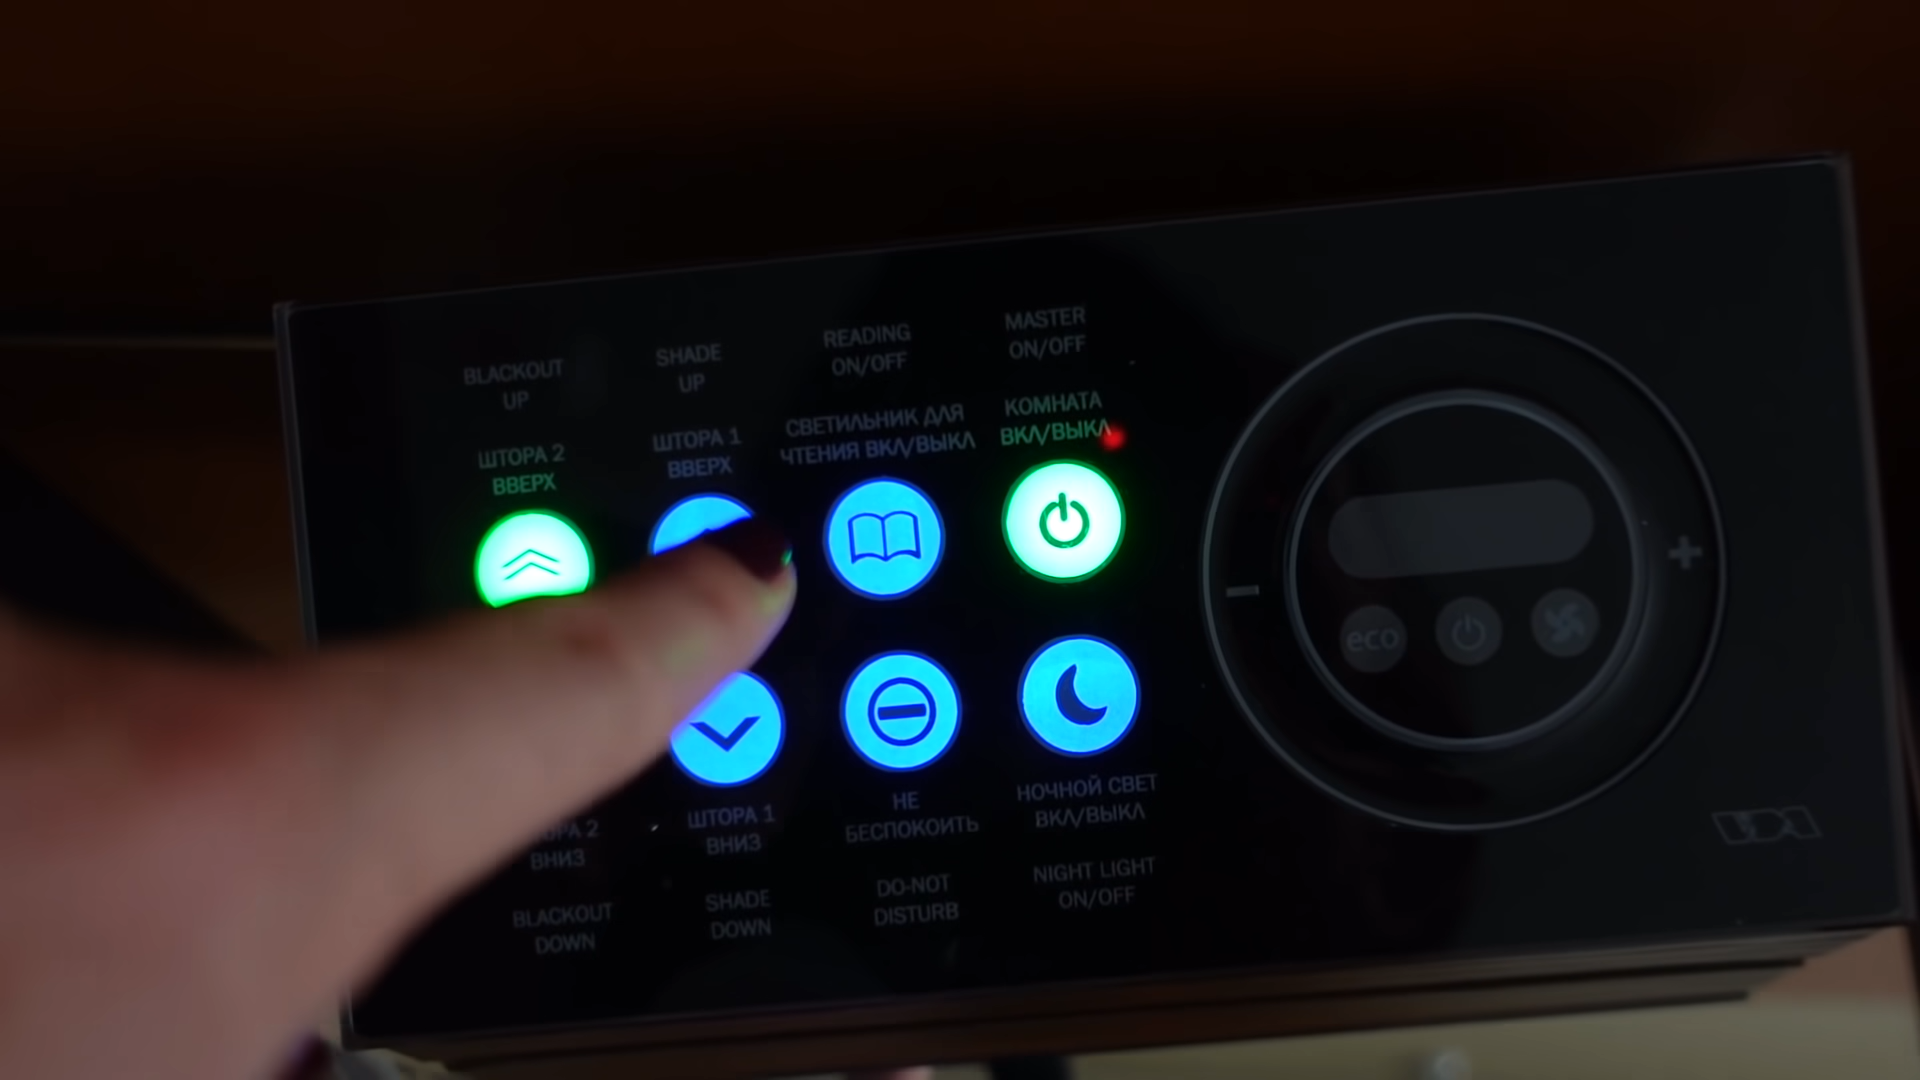 BLACKOUT
UP
SHADE
UP
READING
ON/OFF
MASTER
ON/OFF
ШТОРА 2
ВВЕРХ
ШТОРА 1
ВВЕРХ
СВЕТИЛЬНИК ДЛЯ
ЧТЕНИЯ ВКЛ/ВЫКЛ
КОМНАТА
ВКЛ/ВЫКЛ
eco
2
ВНИЗ
ШТОРА 1
ВНИЗ
НЕ
БЕСПОКОИТЬ
НОЧНОЙ СВЕТ
ВКЛ/ВЫКЛ
BLACKOUT
DOWN
SHADE
DOWN
DO-NOT
DISTURB
NIGHT LIGHT
ON/OFF